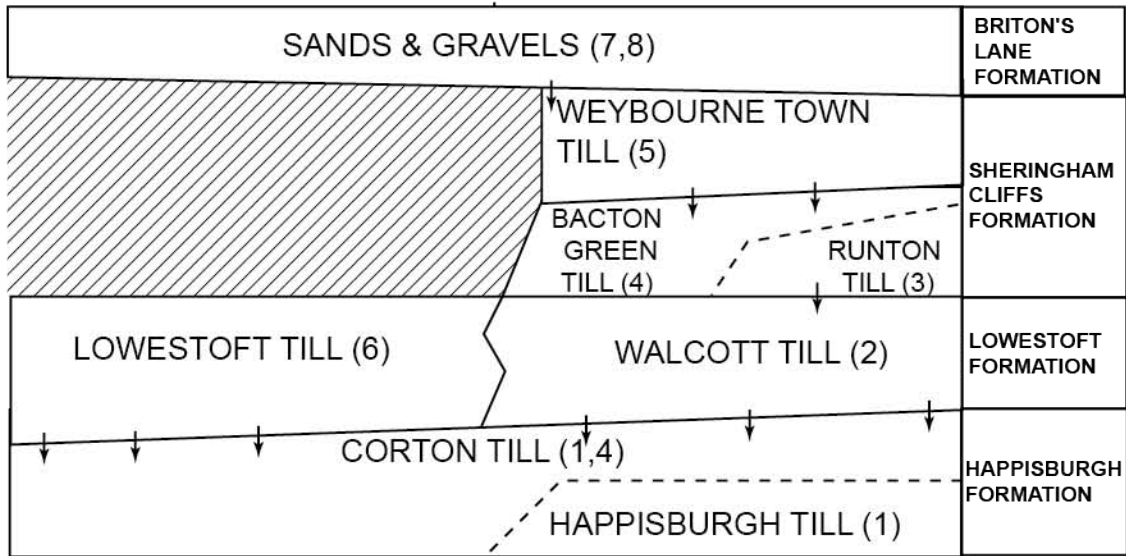 SANDS & GRAVELS (7,8)
BRITON'S
LANE
FORMATION
WEYBOURNE TOWN
TILL (5)
SHERINGHAM
CLIFFS
FORMATION
BACTON
GREEN
TILL (4)
RUNTON
TILL (3)
LOWESTOFT TILL (6)
WALCOTT TILL (2)
LOWESTOFT
FORMATION
CORTON TILL (1,4)
HAPPISBURGH TILL (1)
HAPPISBURGH
FORMATION